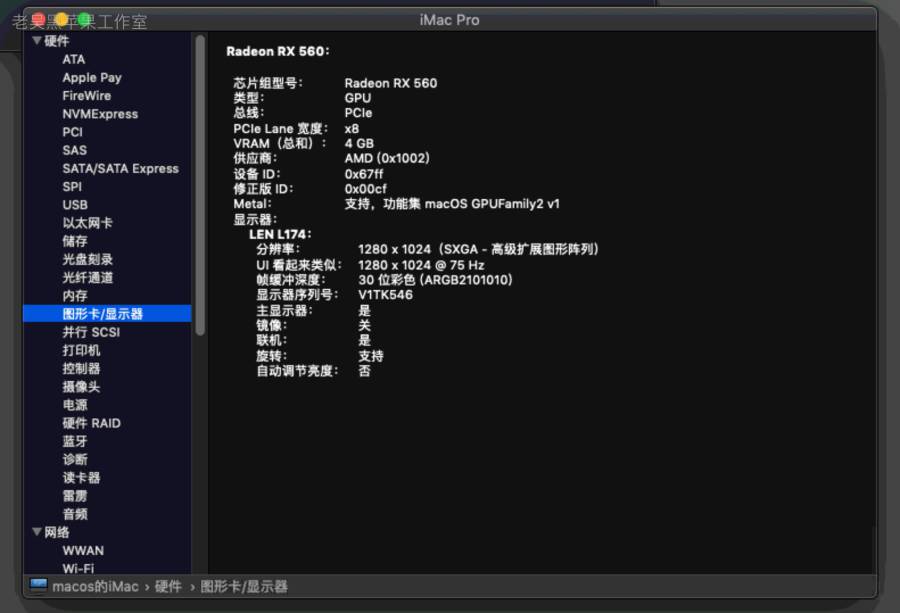 老吴黑苹果工作室
iMac Pro
硬件
ATA
Apple Pay
FireWire
NVMExpress
PCI
SAS
SATA/SATA Express
SPI
USB
以太网卡
储存
光盘刻录
光纤通道
内存
图形卡/显示器
并行 SCSI
打印机
控制器
摄像头
电源
硬件 RAID
蓝牙
诊断
读卡器
雷雳
音频
网络
WWAN
Wi-Fi
Radeon RX 560：
芯片组型号： Radeon RX 560
类型： GPU
总线： PCIe
PCIe Lane 宽度： x8
VRAM（总和）： 4 GB
供应商： AMD (0x1002)
设备 ID： 0x67ff
修正版 ID： 0x00cf
Metal： 支持，功能集 macOS GPUFamily2 v1
显示器：
LEN L174：
分辨率： 1280 x 1024（SXGA - 高级扩展图形阵列）
UI 看起来类似： 1280 x 1024 @ 75 Hz
帧缓冲深度： 30 位彩色 (ARGB2101010)
显示器序列号： V1TK546
主显示器： 是
镜像： 关
联机： 是
旋转： 支持
自动调节亮度： 否
macos的iMac › 硬件 › 图形卡/显示器